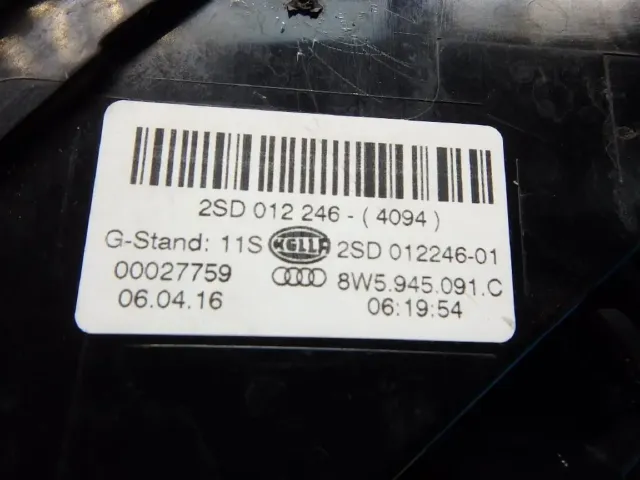 2SD 012 246 - ( 4094 )
G-Stand: 11S HELLA 2SD 012246-01
00027759 8W5.945.091.C
06.04.16 06:19:54